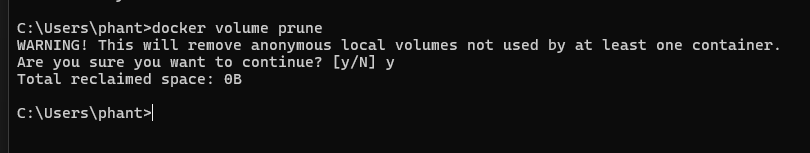 C:\Users\phant>docker volume prune
WARNING! This will remove anonymous local volumes not used by at least one container.
Are you sure you want to continue? [y/N] y
Total reclaimed space: 0B
C:\Users\phant>